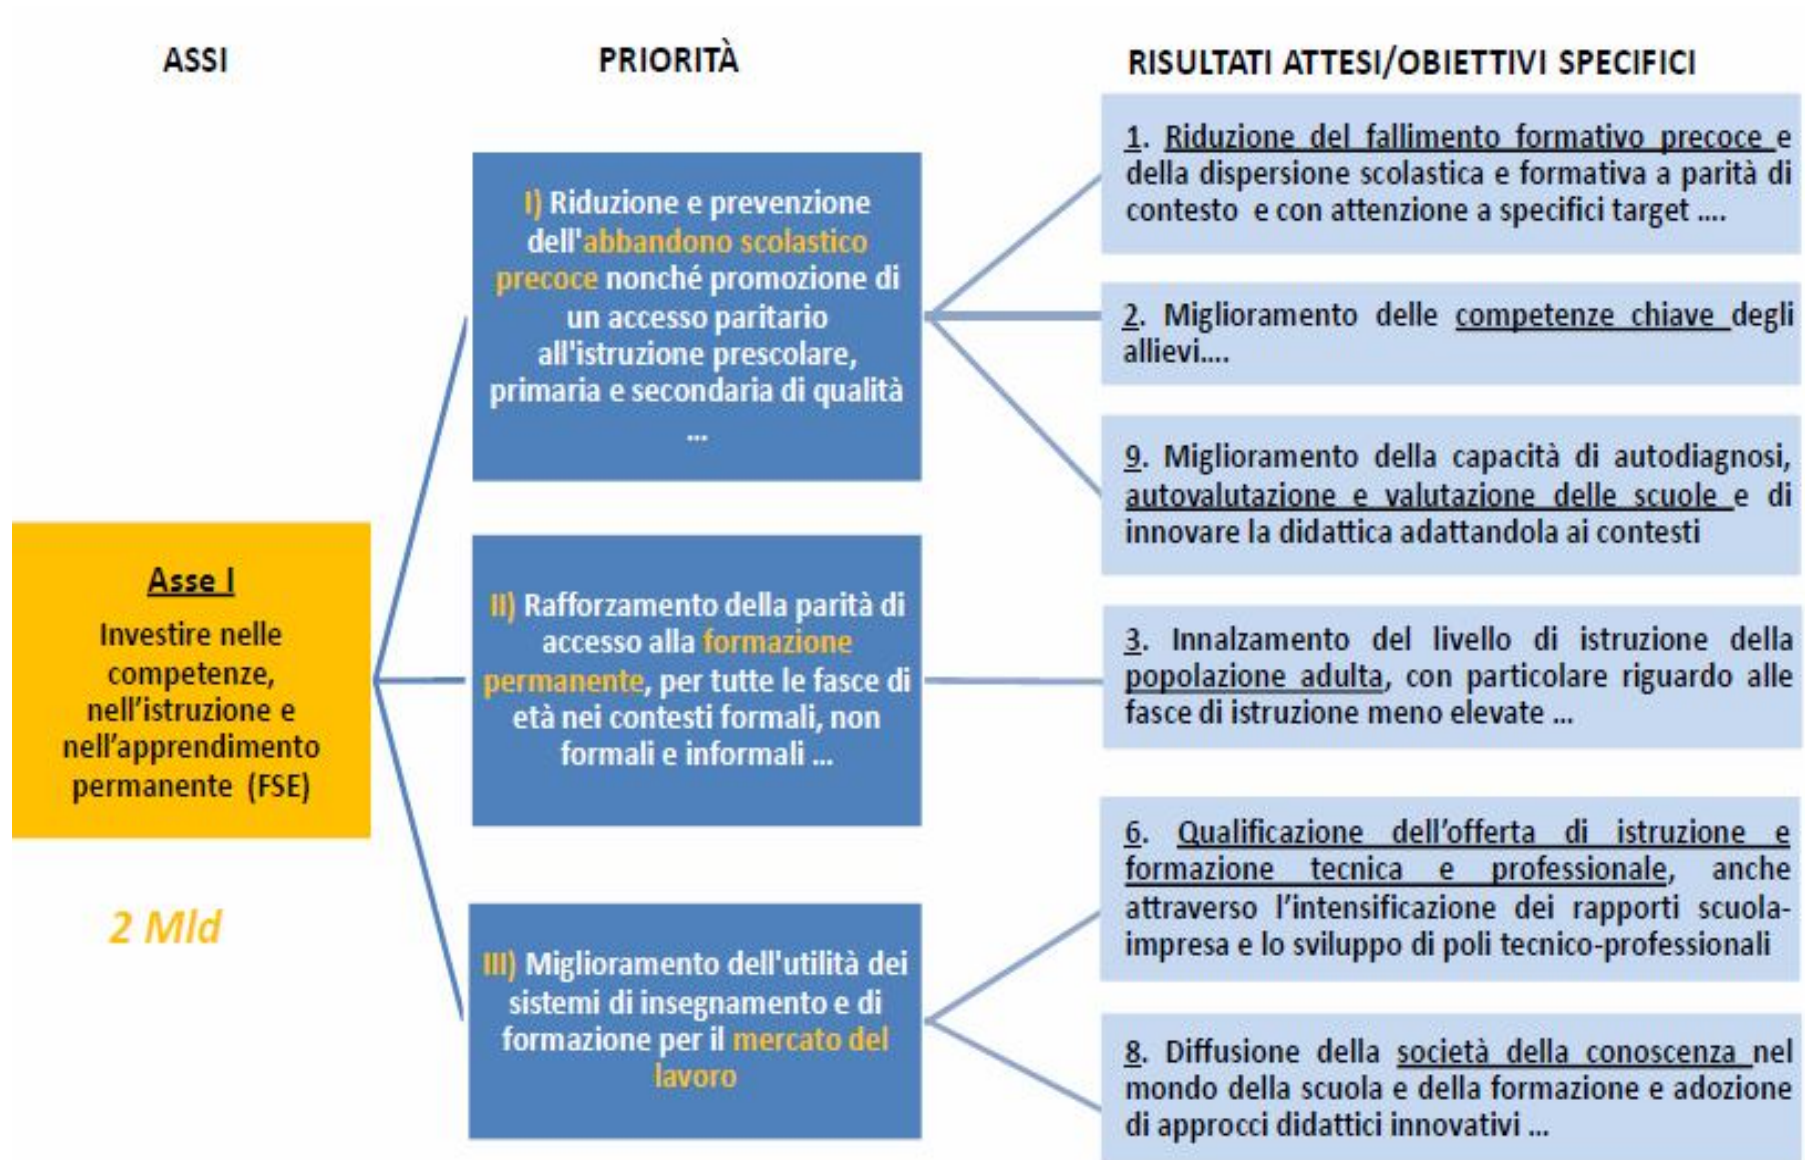 ASSI
PRIORITÀ
RISULTATI ATTESI/OBIETTIVI SPECIFICI
Asse I
Investire nelle
competenze,
nell’istruzione e
nell’apprendimento
permanente (FSE)
2 Mld
I) Riduzione e prevenzione
dell'abbandono scolastico
precoce nonché promozione di
un accesso paritario
all'istruzione prescolare,
primaria e secondaria di qualità
...
II) Rafforzamento della parità di
accesso alla formazione
permanente, per tutte le fasce di
età nei contesti formali, non
formali e informali ...
III) Miglioramento dell'utilità dei
sistemi di insegnamento e di
formazione per il mercato del
lavoro
1. Riduzione del fallimento formativo precoce e
della dispersione scolastica e formativa a parità di
contesto e con attenzione a specifici target ....
2. Miglioramento delle competenze chiave degli
allievi....
9. Miglioramento della capacità di autodiagnosi,
autovalutazione e valutazione delle scuole e di
innovare la didattica adattandola ai contesti
3. Innalzamento del livello di istruzione della
popolazione adulta, con particolare riguardo alle
fasce di istruzione meno elevate ...
6. Qualificazione dell’offerta di istruzione e
formazione tecnica e professionale, anche
attraverso l’intensificazione dei rapporti scuola-
impresa e lo sviluppo di poli tecnico-professionali
8. Diffusione della società della conoscenza nel
mondo della scuola e della formazione e adozione
di approcci didattici innovativi ...